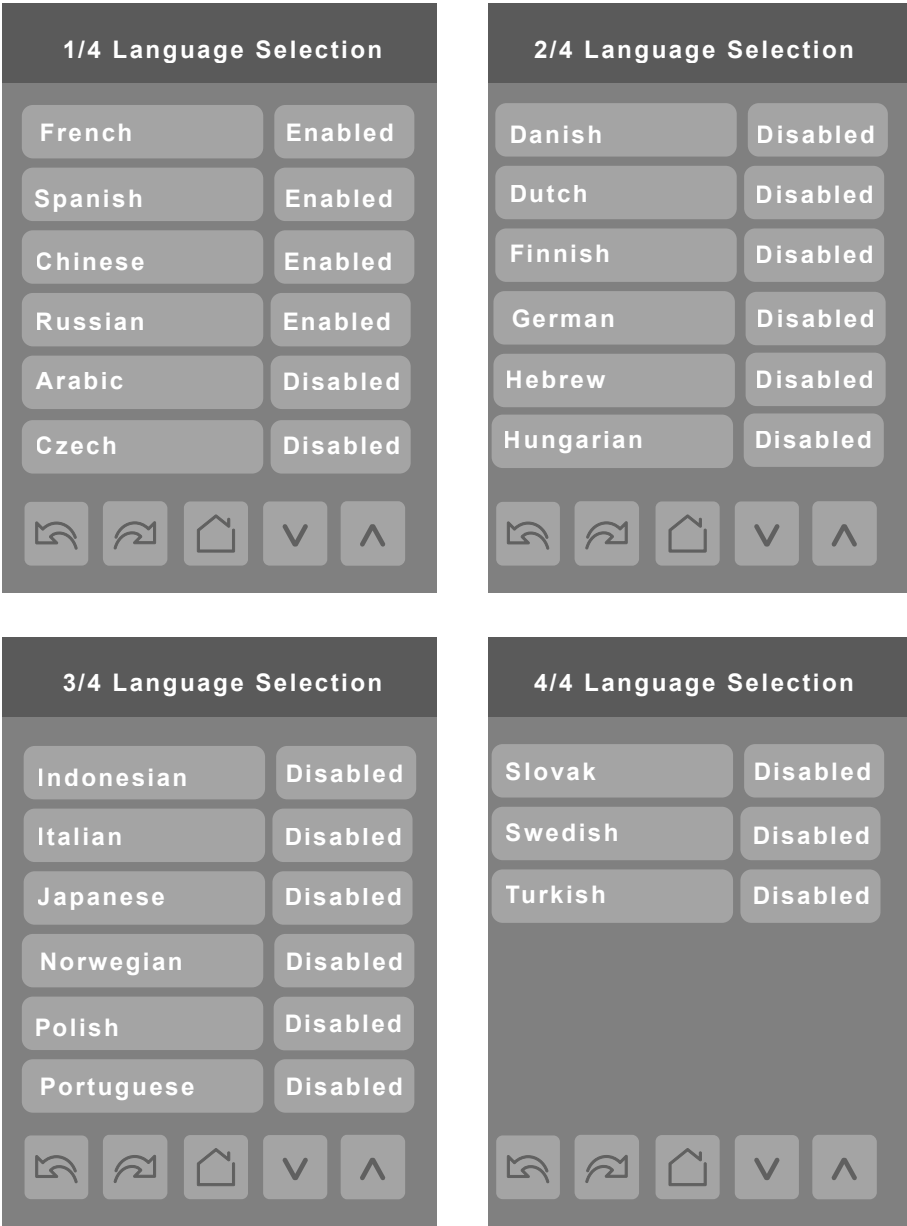 1/4 Language Selection
French Enabled
Spanish Enabled
Chinese Enabled
Russian Enabled
Arabic Disabled
Czech Disabled
2/4 Language Selection
Danish Disabled
Dutch Disabled
Finnish Disabled
German Disabled
Hebrew Disabled
Hungarian Disabled
3/4 Language Selection
Indonesian Disabled
Italian Disabled
Japanese Disabled
Norwegian Disabled
Polish Disabled
Portuguese Disabled
4/4 Language Selection
Slovak Disabled
Swedish Disabled
Turkish Disabled